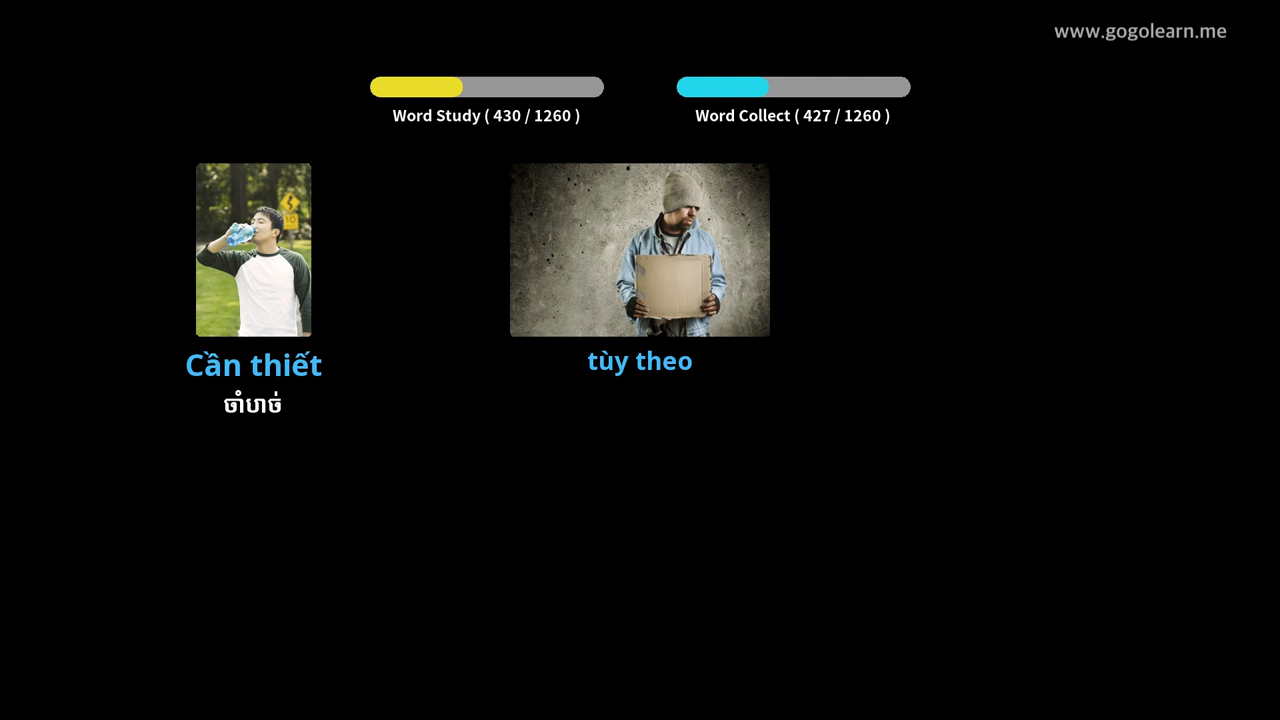 www.gogolearn.me
Word Study ( 430 / 1260 )
Word Collect ( 427 / 1260 )
Cần thiết
ចាំបាច់
tùy theo